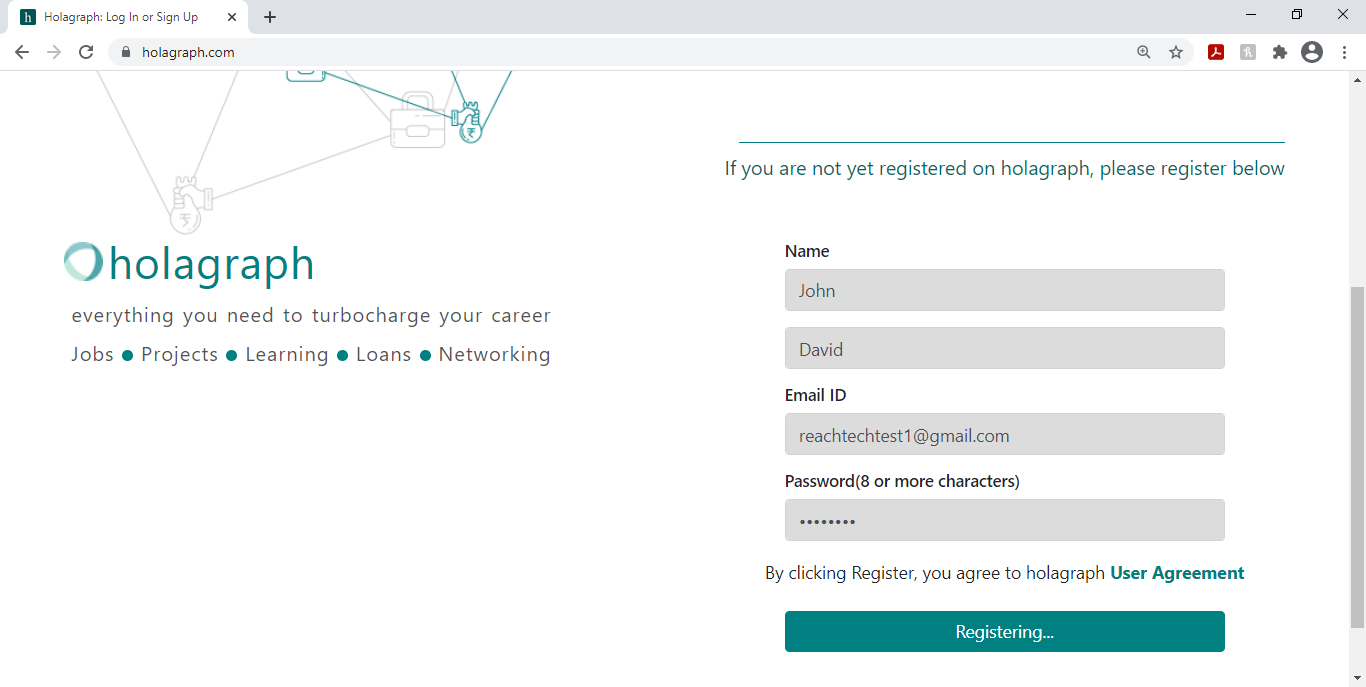 h Holagraph: Log In or Sign Up
holagraph.com
₹
If you are not yet registered on holagraph, please register below
₹
holagraph
everything you need to turbocharge your career
Jobs ● Projects ● Learning ● Loans ● Networking
Name
John
David
Email ID
reachtechtest1@gmail.com
Password(8 or more characters)
••••••••
By clicking Register, you agree to holagraph User Agreement
Registering...